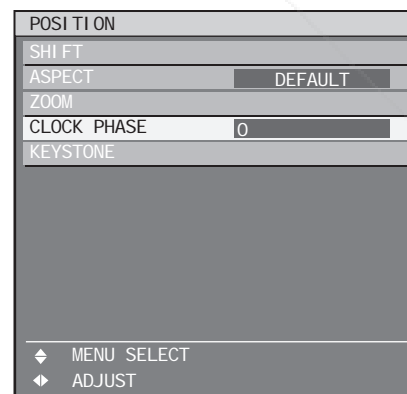 POSITION
SHIFT
ASPECT DEFAULT
ZOOM
CLOCK PHASE 0
KEYSTONE
MENU SELECT
ADJUST